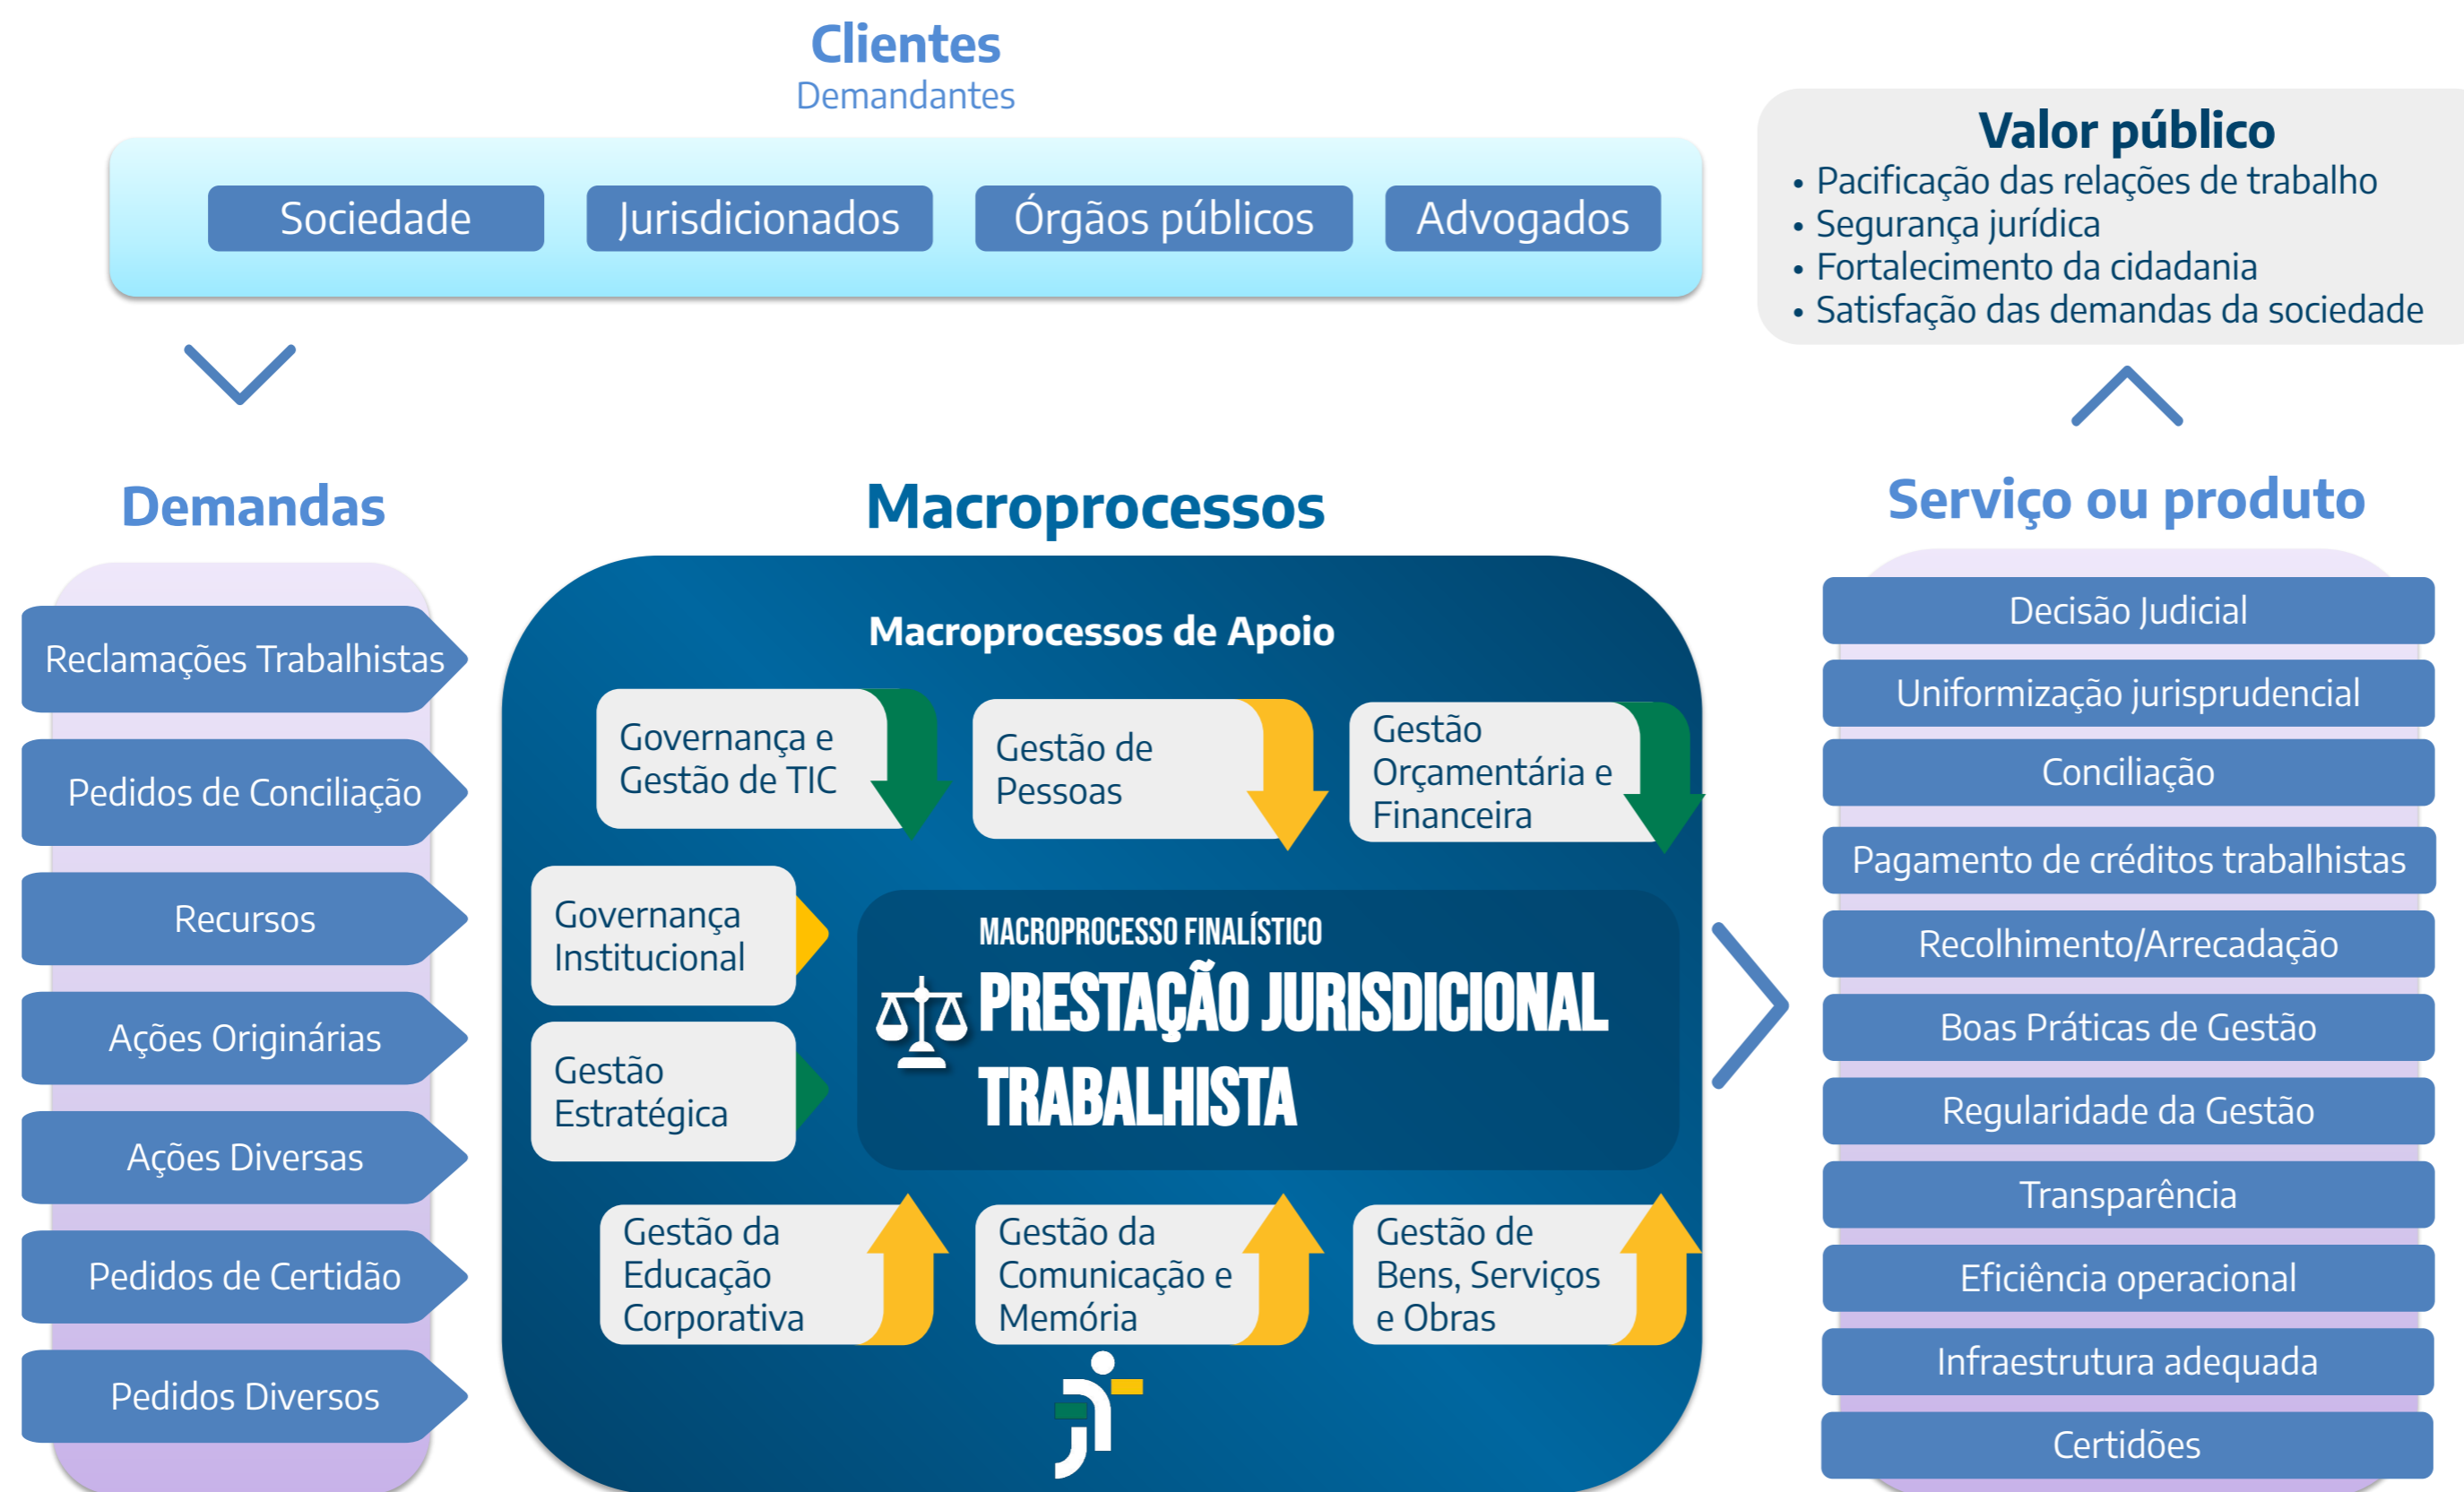 Clientes
Demandantes
Sociedade
Jurisdicionados
Órgãos públicos
Advogados
Valor público
• Pacificação das relações de trabalho
• Segurança jurídica
• Fortalecimento da cidadania
• Satisfação das demandas da sociedade
Demandas
Reclamações Trabalhistas
Pedidos de Conciliação
Recursos
Ações Originárias
Ações Diversas
Pedidos de Certidão
Pedidos Diversos
Macroprocessos
Macroprocessos de Apoio
Governança e
Gestão de TIC
Gestão de
Pessoas
Gestão
Orçamentária e
Financeira
Governança
Institucional
Gestão
Estratégica
MACROPROCESSO FINALÍSTICO
PRESTAÇÃO JURISDICIONAL
TRABALHISTA
Gestão da
Educação
Corporativa
Gestão da
Comunicação e
Memória
Gestão de
Bens, Serviços
e Obras
Serviço ou produto
Decisão Judicial
Uniformização jurisprudencial
Conciliação
Pagamento de créditos trabalhistas
Recolhimento/Arrecadação
Boas Práticas de Gestão
Regularidade da Gestão
Transparência
Eficiência operacional
Infraestrutura adequada
Certidões